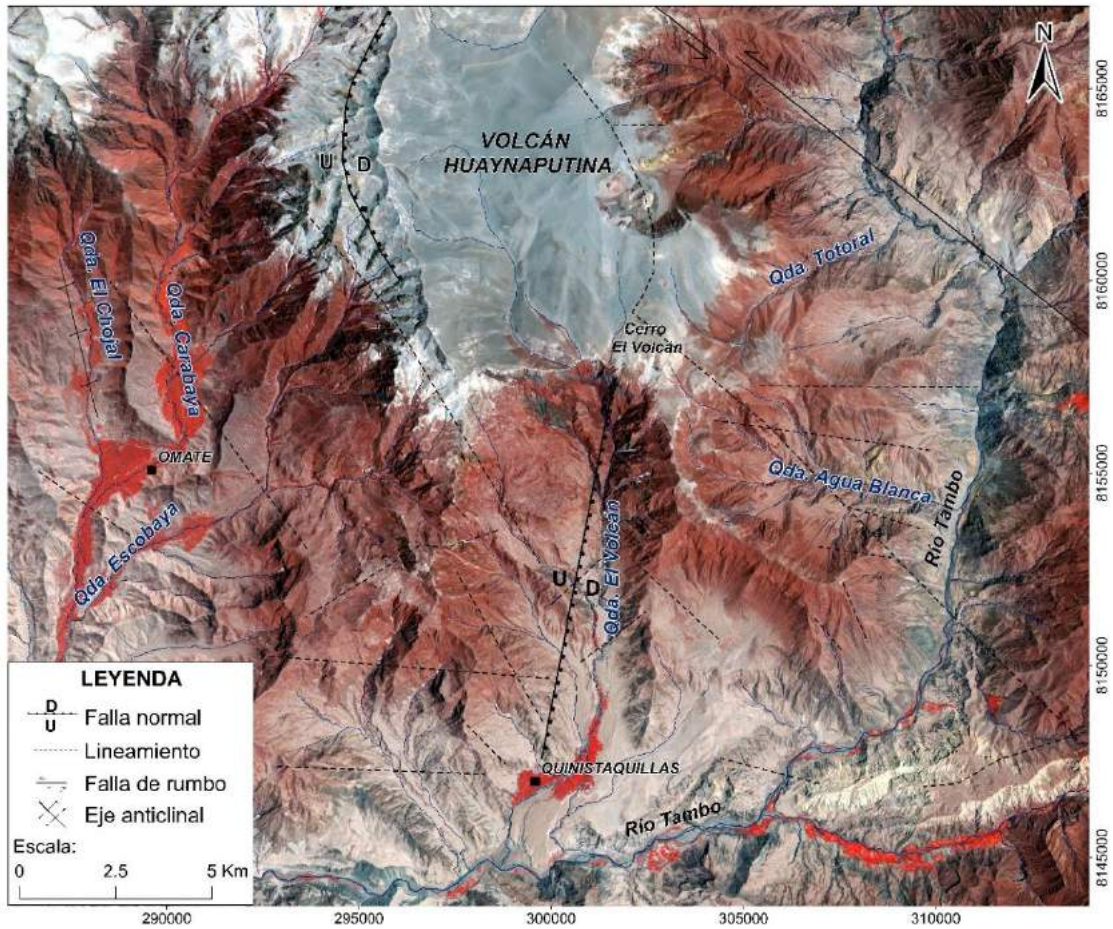 N
8165000
VOLCÁN
HUAYNAPUTINA
U D
Qda. El Chojal
Qda. Carabaya
Qda. Totoral
8160000
Cerro
El Volcán
OMATE
Qda. Escobaya
Qda. Agua Blanca
Río Tambo
8155000
U D
Qda. El Volcán
8150000
LEYENDA
D
U
Falla normal
Lineamiento
Falla de rumbo
Eje anticlinal
Escala:
0 2.5 5 Km
QUINISTAQUILLAS
Río Tambo
8145000
290000 295000 300000 305000 310000